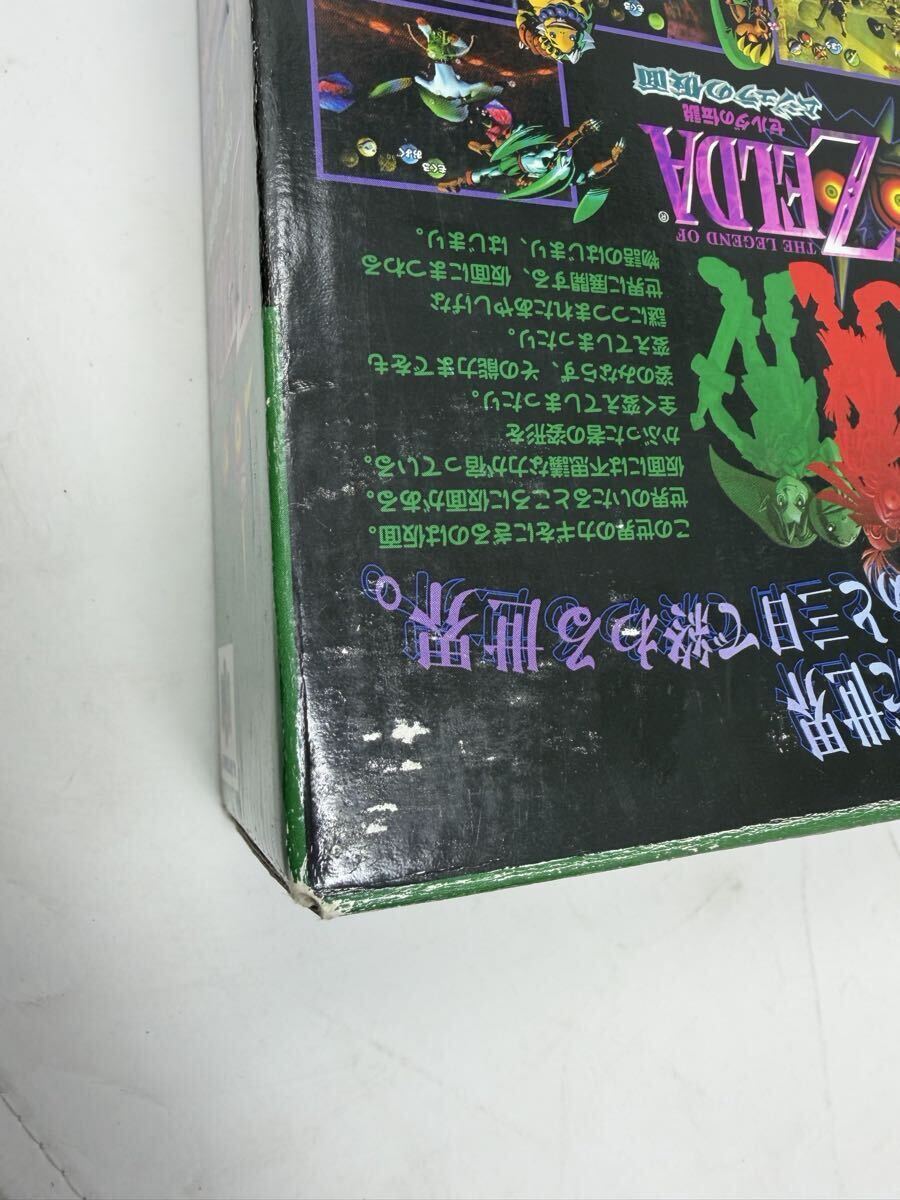 世界
と三日で終わる世界。
この世界のカギをにぎるのは仮面。
世界のいたるところに仮面がある。
仮面には不思議な力が宿っている。
かぶった者の姿形を
全く変えてしまったり。
姿のみならず、その能力までをも
変えてしまったり。
謎につつまれたあやしげな
世界に展開する、仮面にまつわる
物語のはじまり、はじまり。
THE LEGEND OF
ZELDA®
ゼルダの伝説
ムジュラの仮面